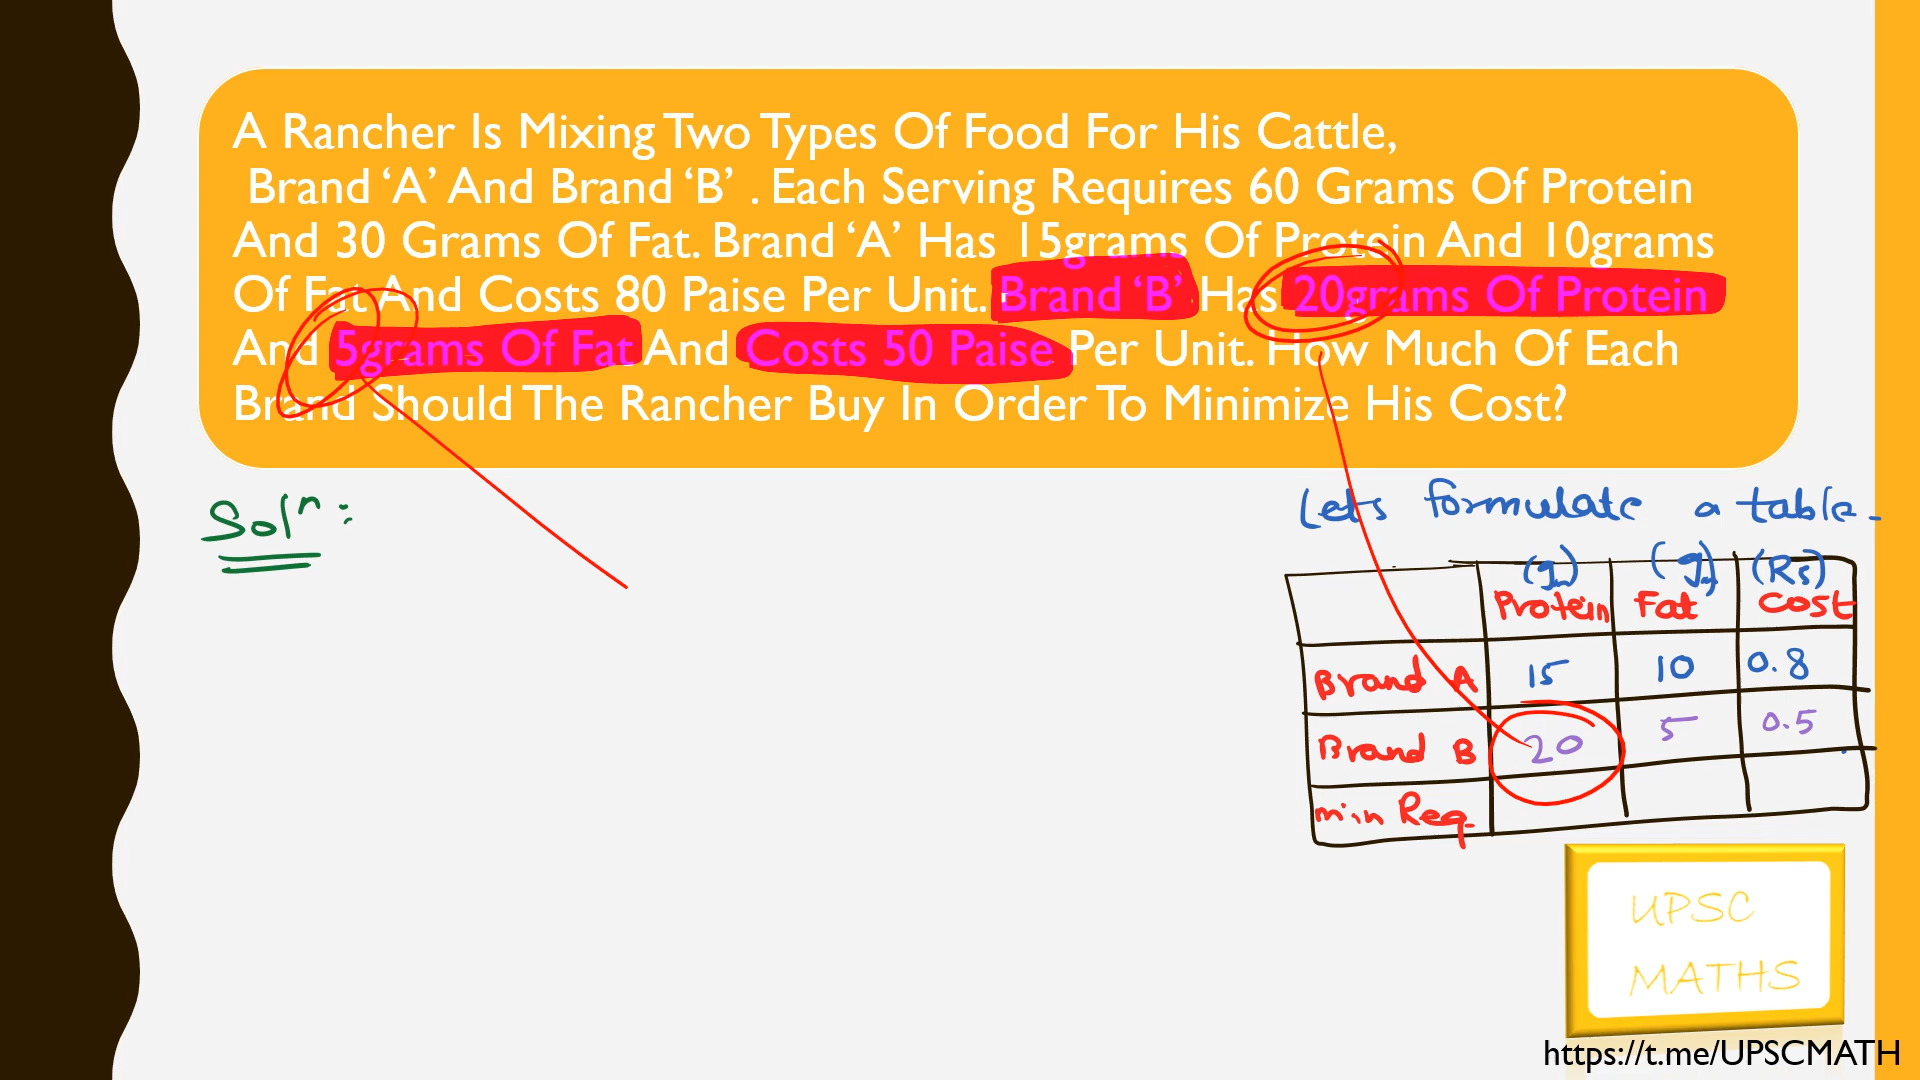 A Rancher Is Mixing Two Types Of Food For His Cattle,
Brand ‘A’ And Brand ‘B’ . Each Serving Requires 60 Grams Of Protein
And 30 Grams Of Fat. Brand ‘A’ Has 15grams Of Protein And 10grams
Of Fat And Costs 80 Paise Per Unit. Brand ‘B’ Has 20grams Of Protein
And 5grams Of Fat And Costs 50 Paise Per Unit. How Much Of Each
Brand Should The Rancher Buy In Order To Minimize His Cost?
Solⁿ :
Let's formulate a table.
(gm) (gm) (Rs)
Protein Fat Cost
Brand A 15 10 0.8
Brand B 20 5 0.5
min Req.
UPSC
MATHS
https://t.me/UPSCMATH